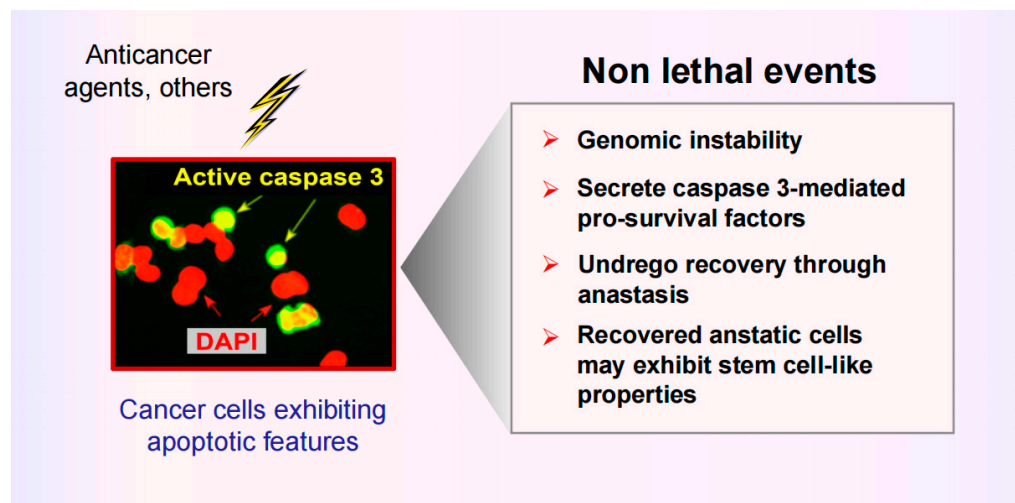 Anticancer
agents, others
Active caspase 3
DAPI
Cancer cells exhibiting
apoptotic features
Non lethal events
➢ Genomic instability
➢ Secrete caspase 3-mediated
pro-survival factors
➢ Undrego recovery through
anastasis
➢ Recovered anstatic cells
may exhibit stem cell-like
properties